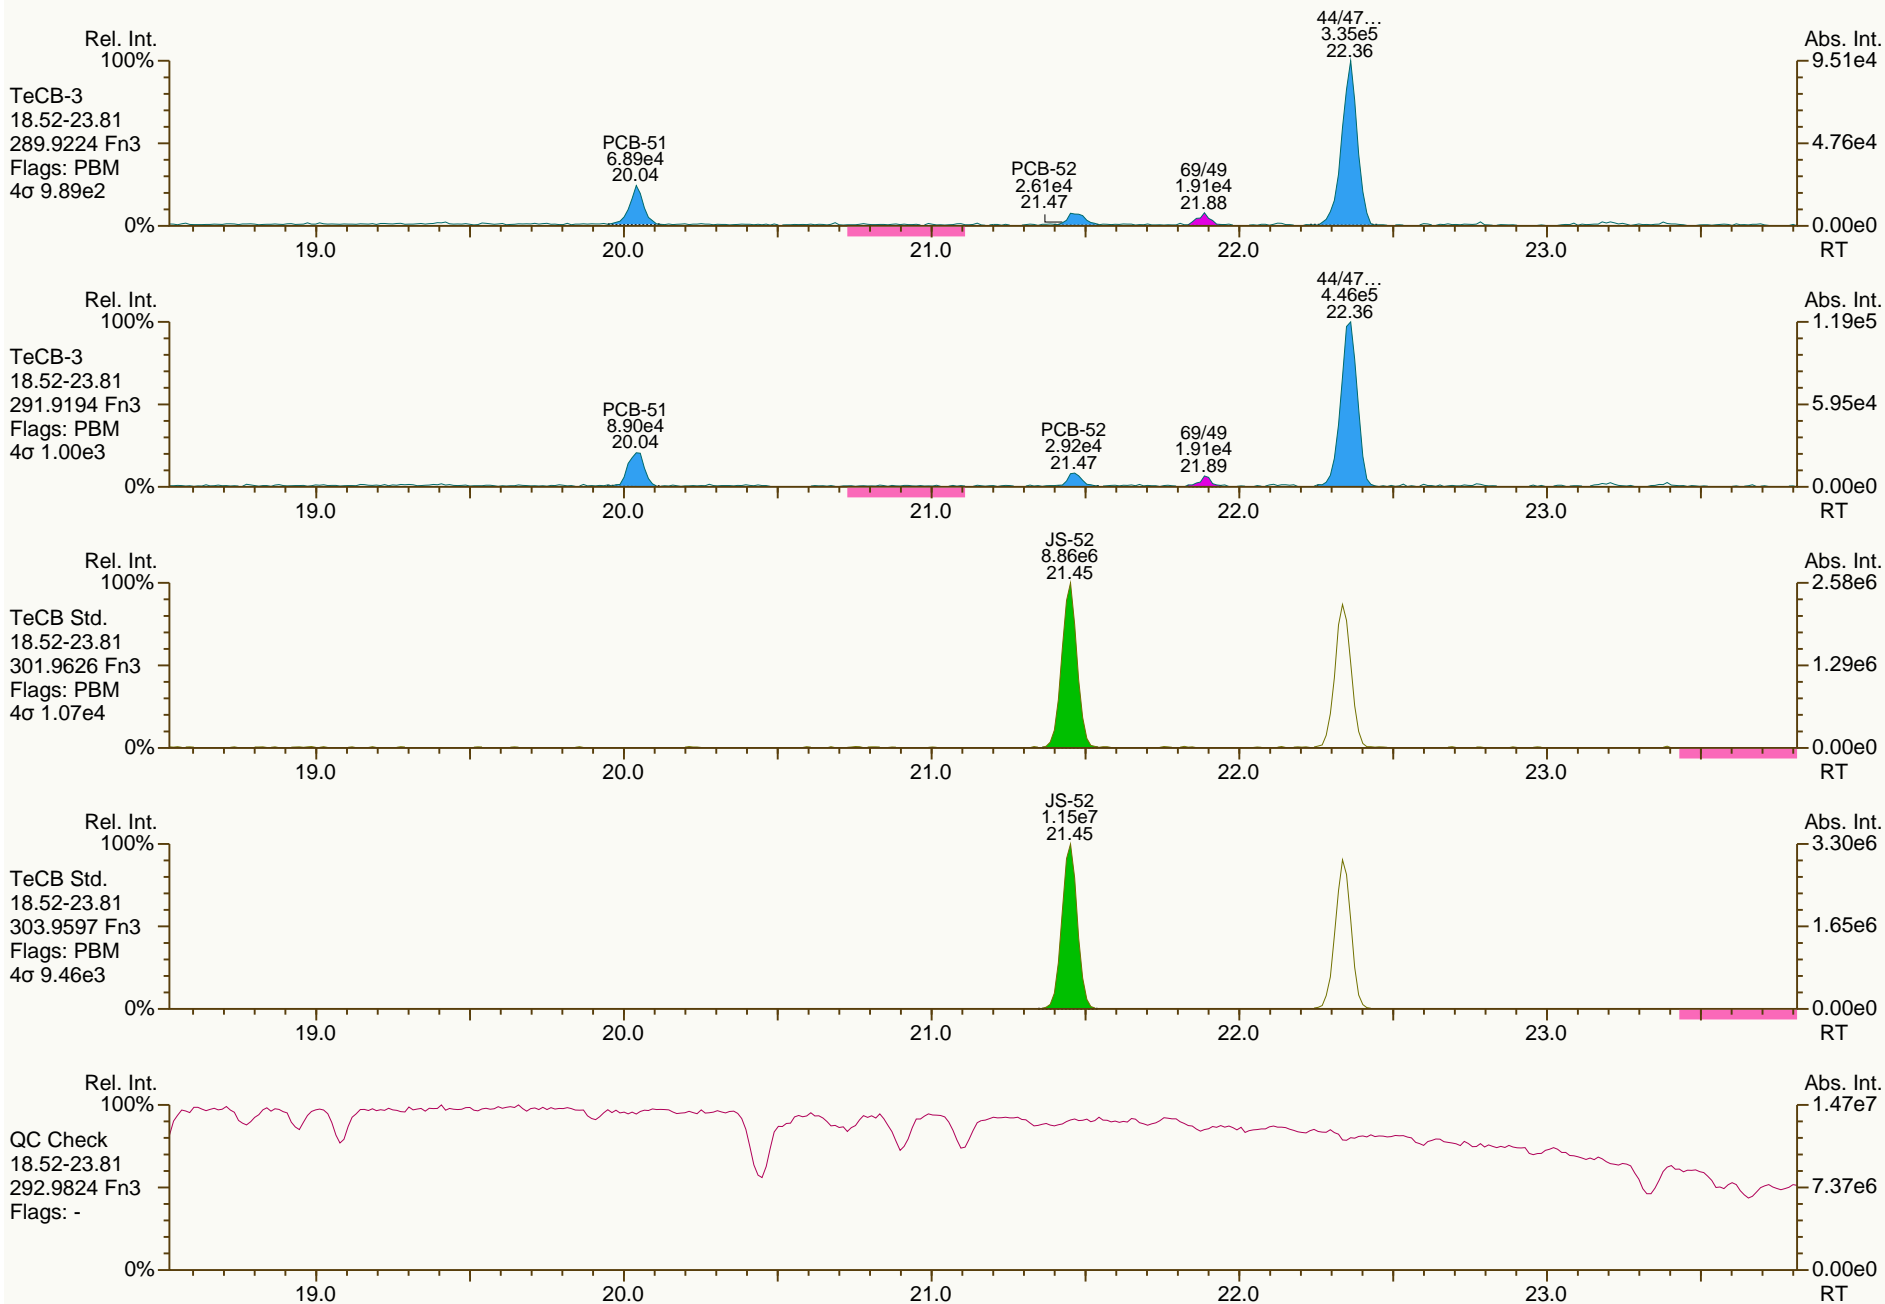 Rel. Int.
100%
0%
TeCB-3
18.52-23.81
289.9224 Fn3
Flags: PBM
4σ 9.89e2
PCB-51
6.89e4
20.04
PCB-52
2.61e4
21.47
69/49
1.91e4
21.88
44/47...
3.35e5
22.36
Abs. Int.
9.51e4
4.76e4
0.00e0
19.0 20.0 21.0 22.0 23.0 RT
Rel. Int.
100%
0%
TeCB-3
18.52-23.81
291.9194 Fn3
Flags: PBM
4σ 1.00e3
PCB-51
8.90e4
20.04
PCB-52
2.92e4
21.47
69/49
1.91e4
21.89
44/47...
4.46e5
22.36
Abs. Int.
1.19e5
5.95e4
0.00e0
19.0 20.0 21.0 22.0 23.0 RT
Rel. Int.
100%
0%
TeCB Std.
18.52-23.81
301.9626 Fn3
Flags: PBM
4σ 1.07e4
JS-52
8.86e6
21.45
Abs. Int.
2.58e6
1.29e6
0.00e0
19.0 20.0 21.0 22.0 23.0 RT
Rel. Int.
100%
0%
TeCB Std.
18.52-23.81
303.9597 Fn3
Flags: PBM
4σ 9.46e3
JS-52
1.15e7
21.45
Abs. Int.
3.30e6
1.65e6
0.00e0
19.0 20.0 21.0 22.0 23.0 RT
Rel. Int.
100%
0%
QC Check
18.52-23.81
292.9824 Fn3
Flags: -
Abs. Int.
1.47e7
7.37e6
0.00e0
19.0 20.0 21.0 22.0 23.0 RT